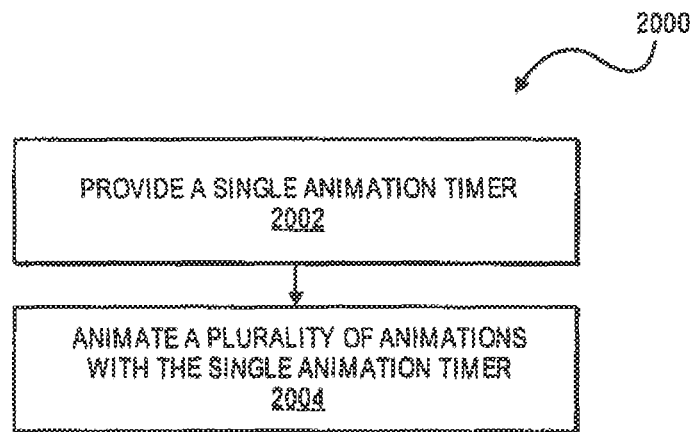 2000
PROVIDE A SINGLE ANIMATION TIMER
2002
ANIMATE A PLURALITY OF ANIMATIONS
WITH THE SINGLE ANIMATION TIMER
2004